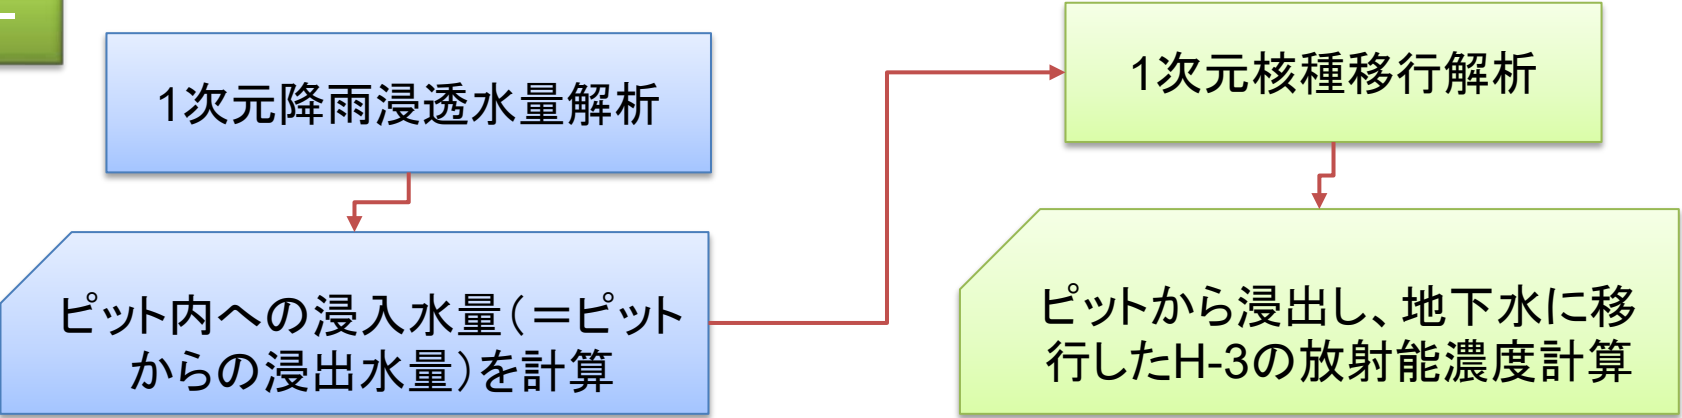 1次元降雨浸透水量解析
ピット内への浸入水量(=ピット
からの浸出水量)を計算
1次元核種移行解析
ピットから浸出し、地下水に移
行したH-3の放射能濃度計算